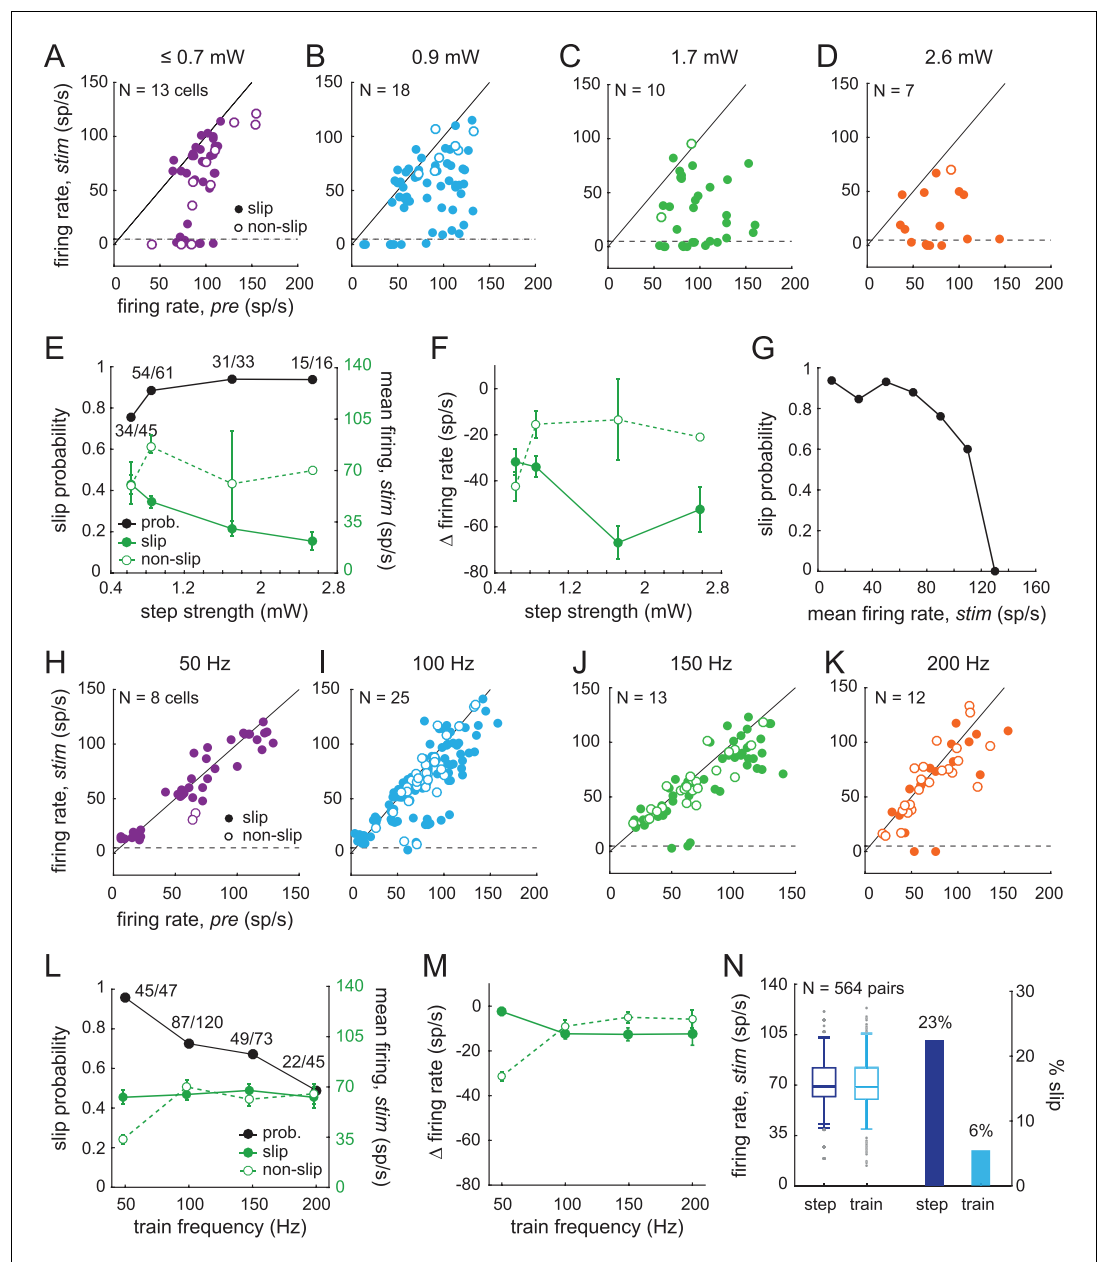 A
≤ 0.7 mW
B
0.9 mW
C
1.7 mW
D
2.6 mW
firing rate, stim (sp/s)
150
100
50
0
N = 13 cells
slip
non-slip
0 50 100 150 200
firing rate, pre (sp/s)
150
100
50
0
N = 18
0 50 100 150 200
150
100
50
0
N = 10
0 50 100 150 200
150
100
50
0
N = 7
0 50 100 150 200
E
slip probability
1
0.8
0.6
0.4
0.2
0
34/45
54/61
31/33
15/16
prob.
slip
non-slip
140
105
70
35
0
mean firing, stim (sp/s)
0.4 1.2 2 2.8
step strength (mW)
F
Δ firing rate (sp/s)
0
-20
-40
-60
-80
0.4 1.2 2 2.8
step strength (mW)
G
slip probability
1
0.8
0.6
0.4
0.2
0
0 40 80 120 160
mean firing rate, stim (sp/s)
H
50 Hz
I
100 Hz
J
150 Hz
K
200 Hz
firing rate, stim (sp/s)
150
100
50
0
N = 8 cells
slip
non-slip
0 50 100 150
firing rate, pre (sp/s)
150
100
50
0
N = 25
0 50 100 150 200
150
100
50
0
N = 13
0 50 100 150
150
100
50
0
N = 12
0 50 100 150 200
L
slip probability
1
0.8
0.6
0.4
0.2
0
45/47
87/120
49/73
22/45
prob.
slip
non-slip
140
105
70
35
0
mean firing, stim (sp/s)
50 100 150 200
train frequency (Hz)
M
Δ firing rate (sp/s)
0
-20
-40
-60
-80
50 100 150 200
train frequency (Hz)
N
firing rate, stim (sp/s)
140
105
70
35
0
N = 564 pairs
23%
6%
30
20
10
0
% slip
step train step train